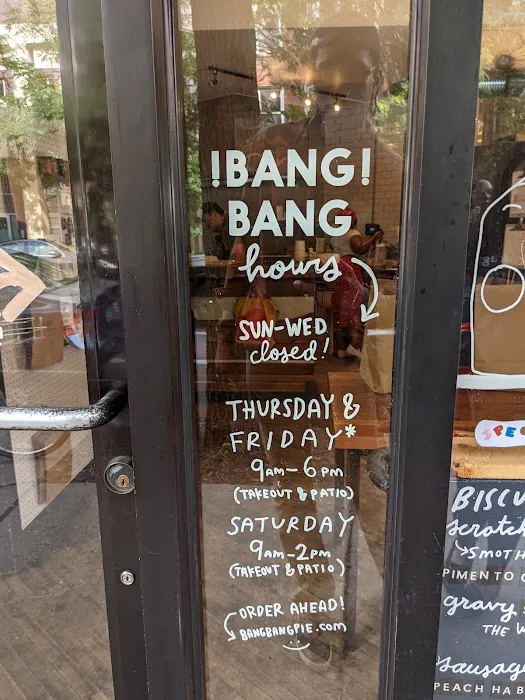 !BANG!
BANG
hours
SUN-WED
closed!
THURSDAY &
FRIDAY*
9AM-6PM
(TAKEOUT & PATIO)
SATURDAY
9AM-2PM
(TAKEOUT & PATIO)
ORDER AHEAD!
BANGBANGPIE.COM
SPE
BISCU
scratch
SMOTH
PIMENTO C
gravy
THE W
sausag
PEACH HAB